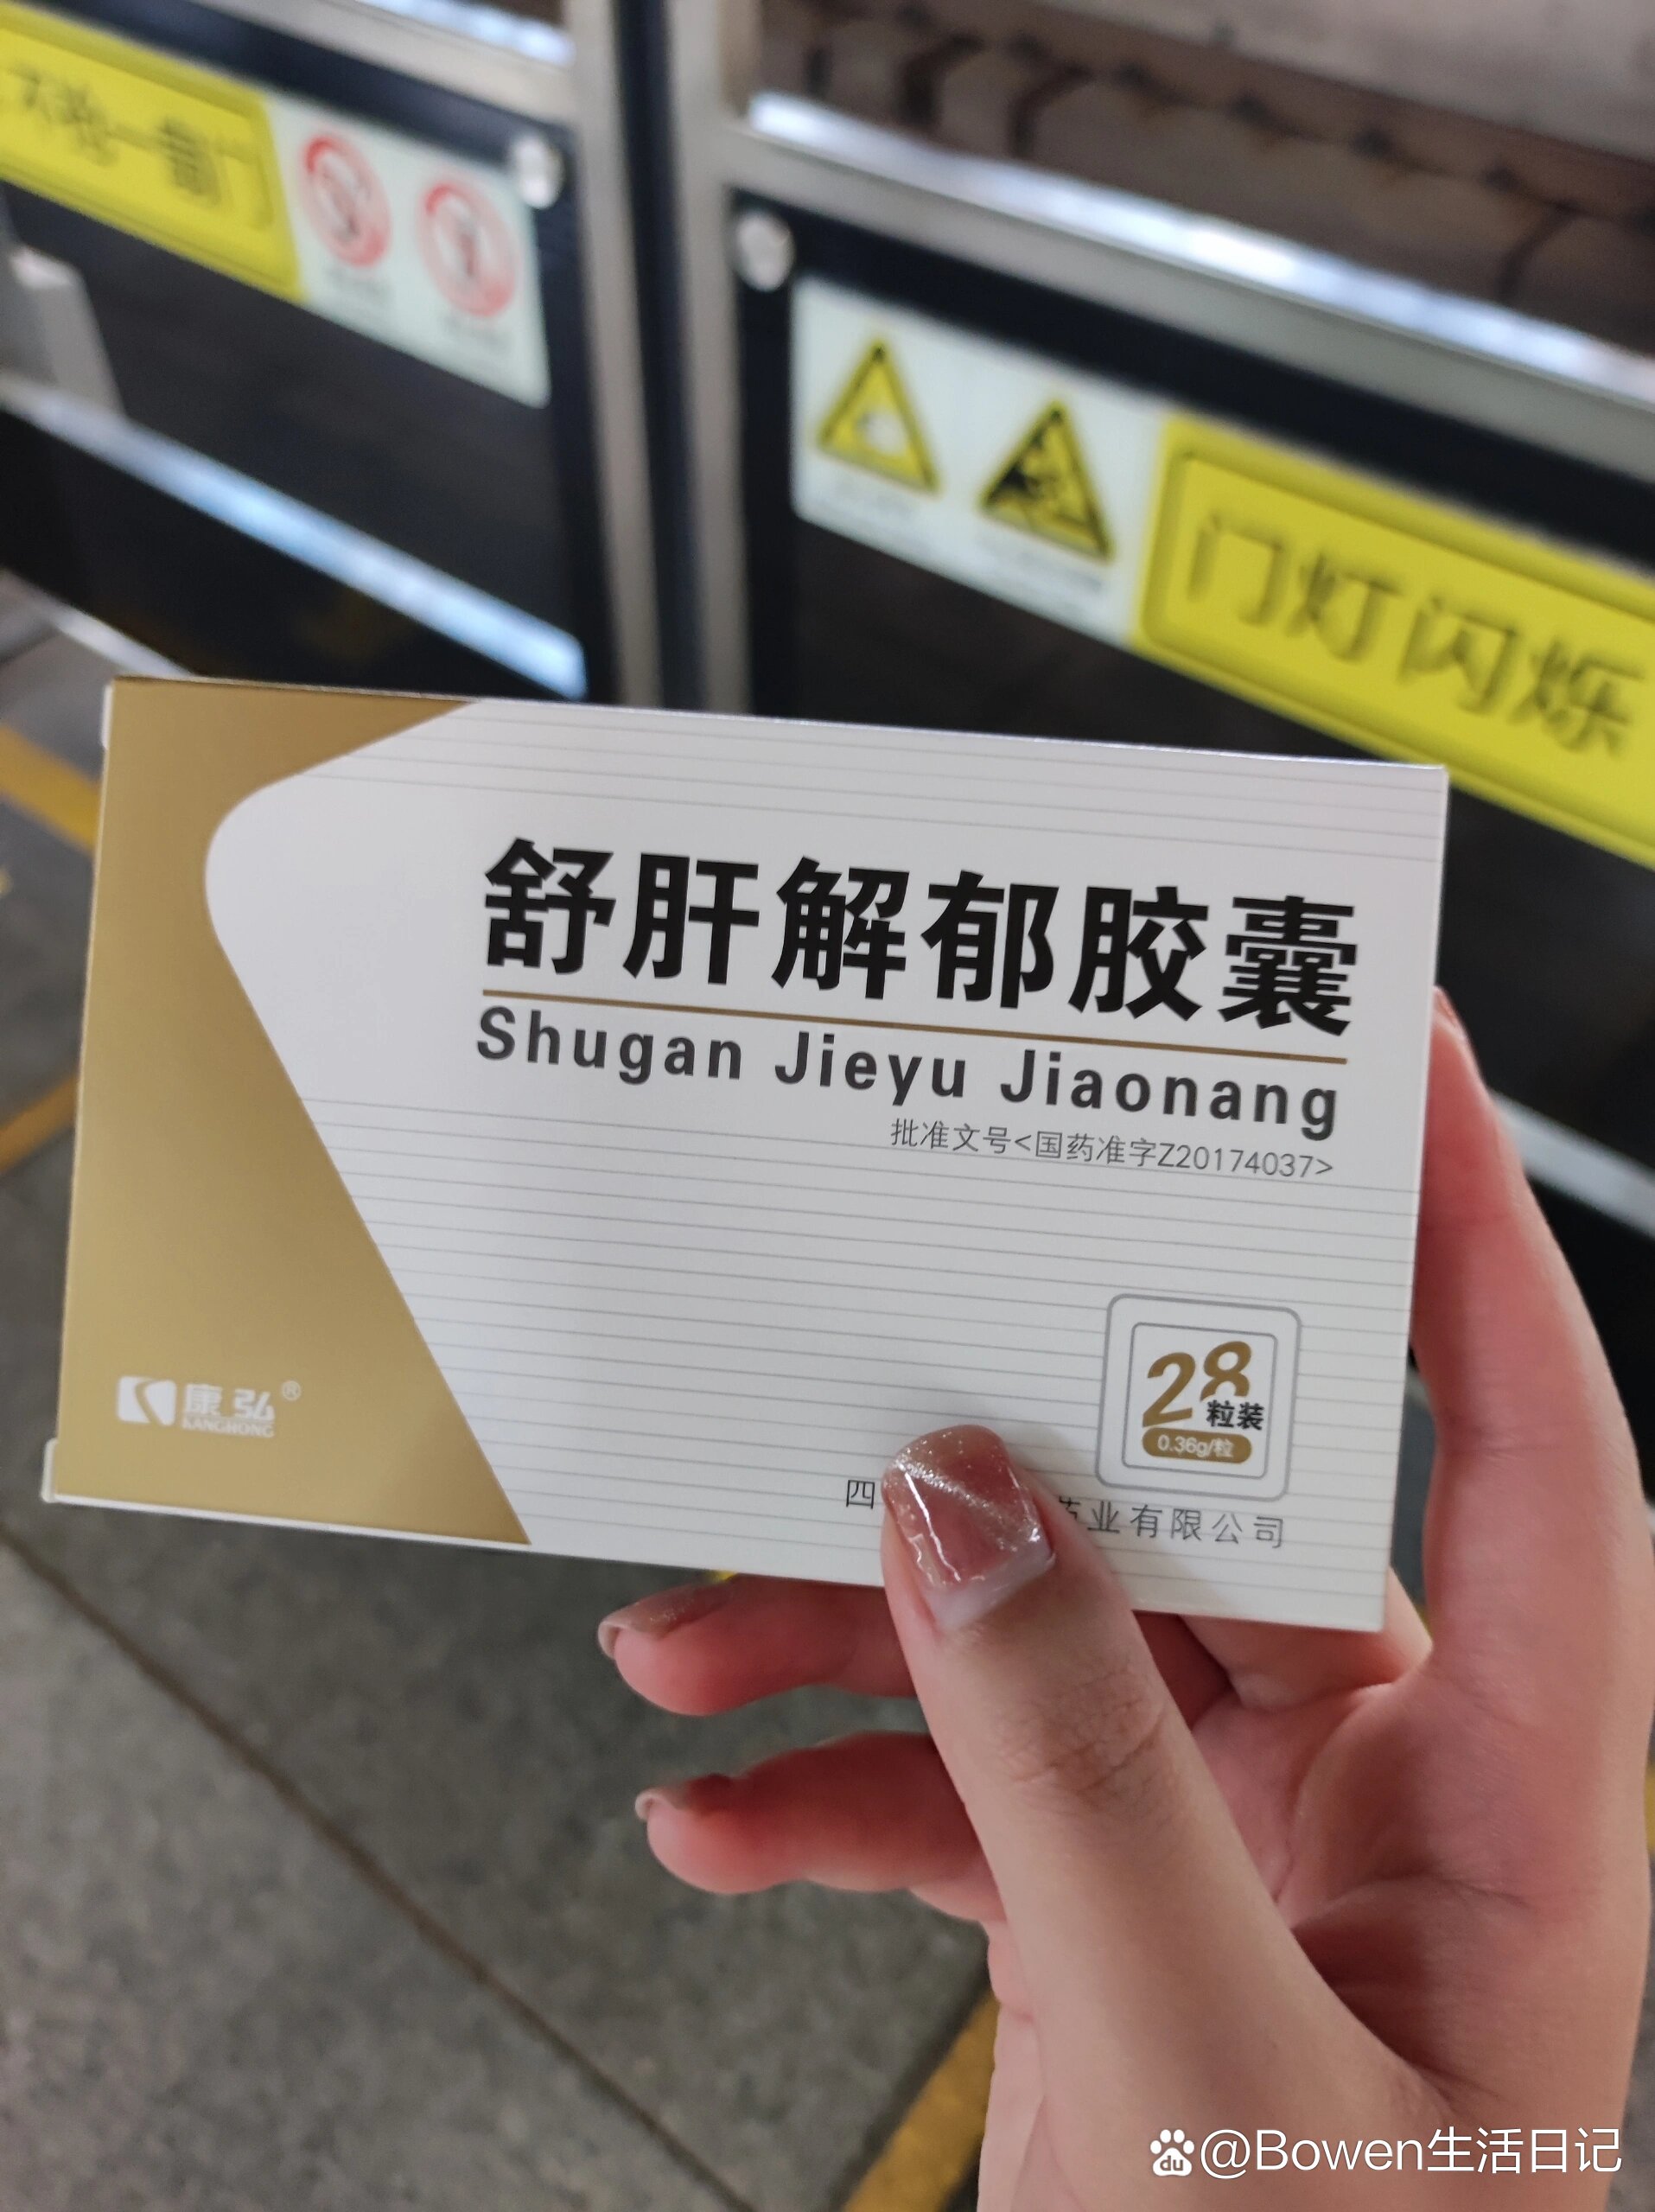 门灯闪烁
舒肝解郁胶囊
Shugan Jieyu Jiaonang
批准文号<国药准字Z20174037>
28
粒装
0.36g/粒
康弘®
KANGHONG
四
药业有限公司
du @Bowen生活日记